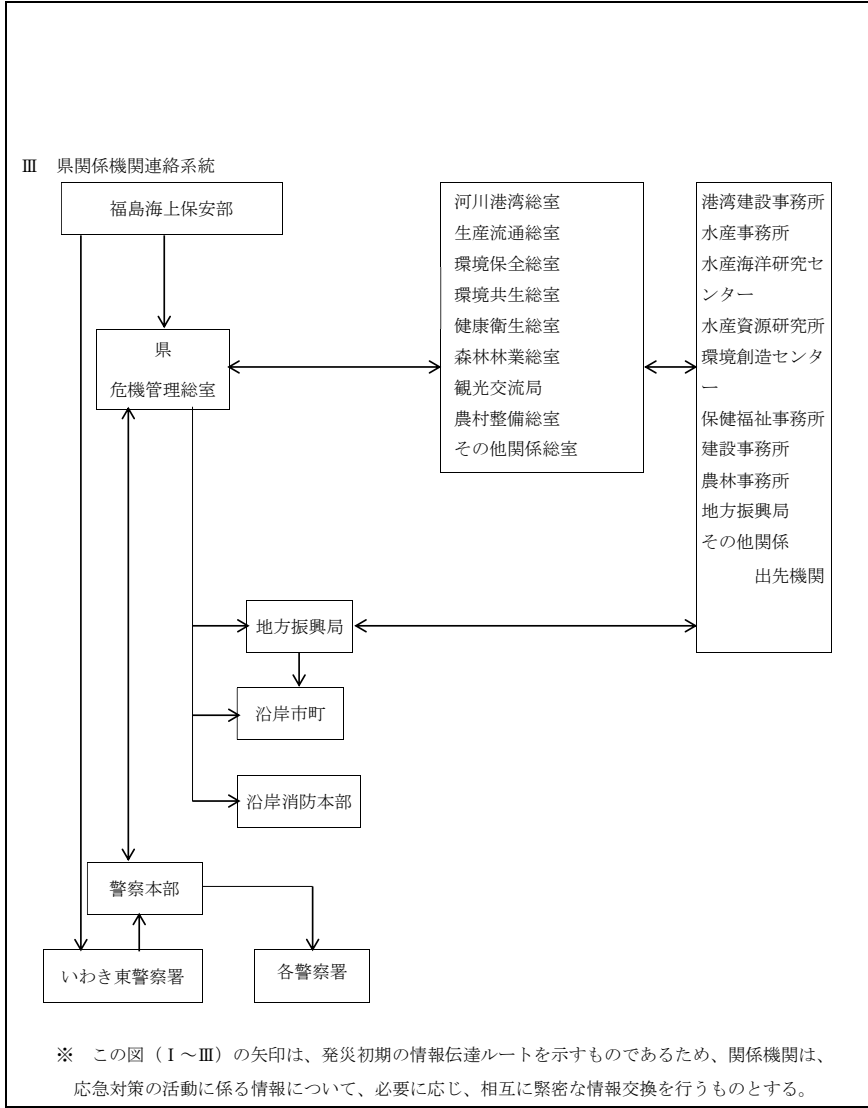 Ⅲ　県関係機関連絡系統
福島海上保安部
県
危機管理総室
河川港湾総室
生産流通総室
環境保全総室
環境共生総室
健康衛生総室
森林林業総室
観光交流局
農村整備総室
その他関係総室
港湾建設事務所
水産事務所
水産海洋研究セ
ンター
水産資源研究所
環境創造センタ
ー
保健福祉事務所
建設事務所
農林事務所
地方振興局
その他関係
出先機関
地方振興局
沿岸市町
沿岸消防本部
警察本部
いわき東警察署
各警察署
※　この図（Ⅰ～Ⅲ）の矢印は、発災初期の情報伝達ルートを示すものであるため、関係機関は、
応急対策の活動に係る情報について、必要に応じ、相互に緊密な情報交換を行うものとする。